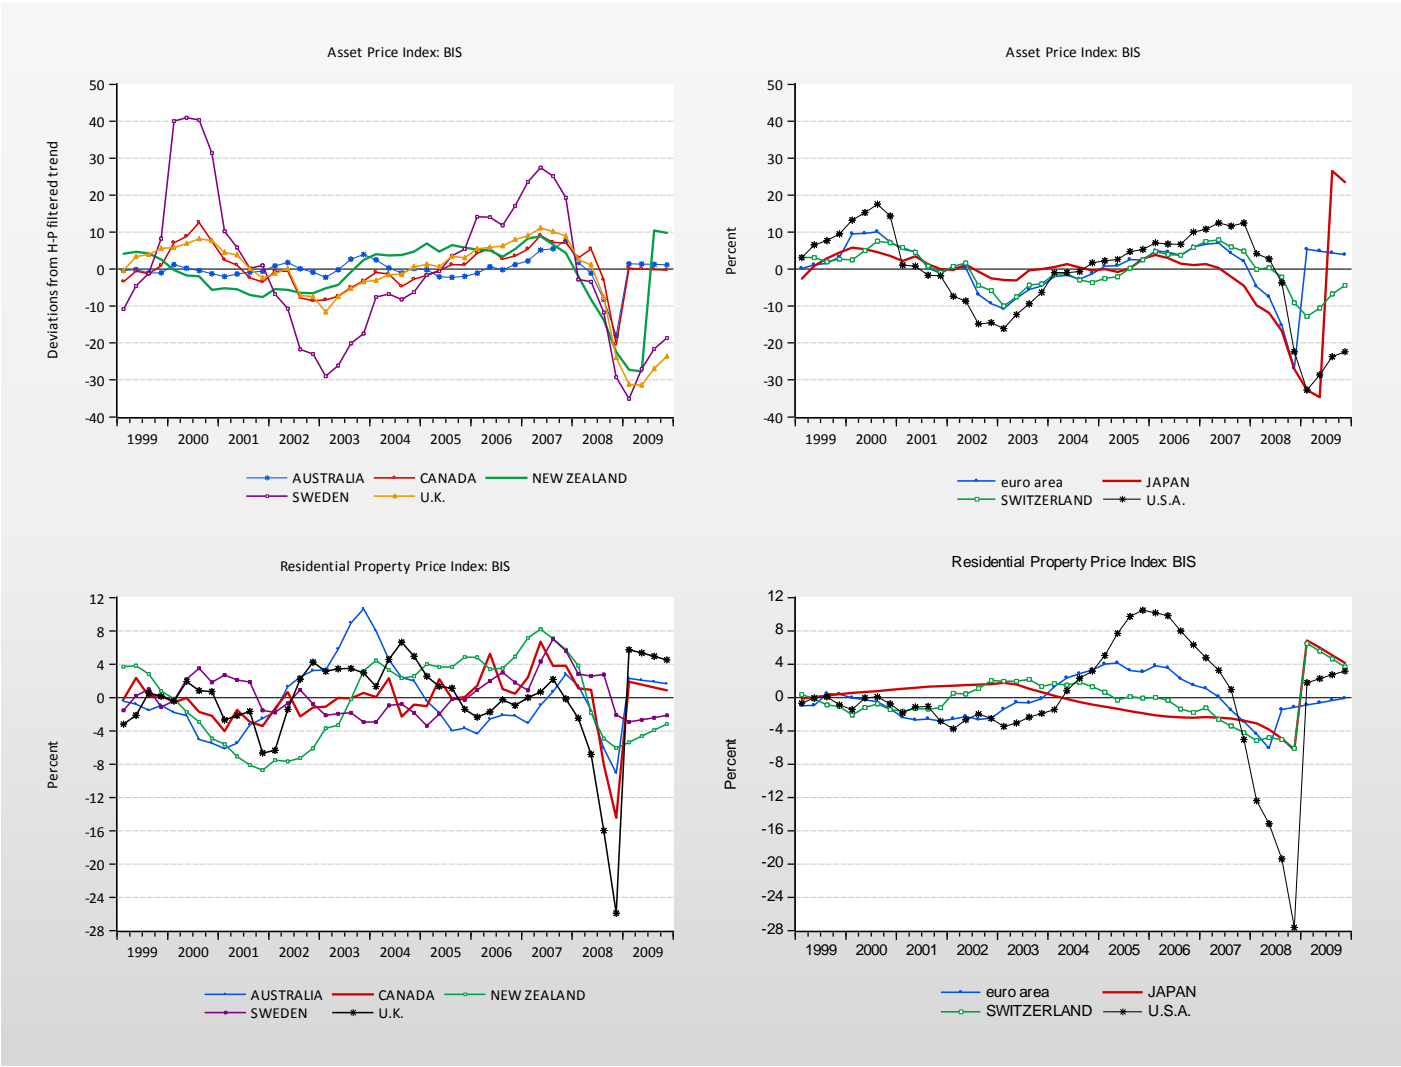 Asset Price Index: BIS
Deviations from H-P filtered trend
50
40
30
20
10
0
-10
-20
-30
-40
1999 2000 2001 2002 2003 2004 2005 2006 2007 2008 2009
AUSTRALIA CANADA NEW ZEALAND
SWEDEN U.K.
Asset Price Index: BIS
Percent
50
40
30
20
10
0
-10
-20
-30
-40
1999 2000 2001 2002 2003 2004 2005 2006 2007 2008 2009
euro area JAPAN
SWITZERLAND U.S.A.
Residential Property Price Index: BIS
Percent
12
8
4
0
-4
-8
-12
-16
-20
-24
-28
1999 2000 2001 2002 2003 2004 2005 2006 2007 2008 2009
AUSTRALIA CANADA NEW ZEALAND
SWEDEN U.K.
Residential Property Price Index: BIS
Percent
12
8
4
0
-4
-8
-12
-16
-20
-24
-28
1999 2000 2001 2002 2003 2004 2005 2006 2007 2008 2009
euro area JAPAN
SWITZERLAND U.S.A.